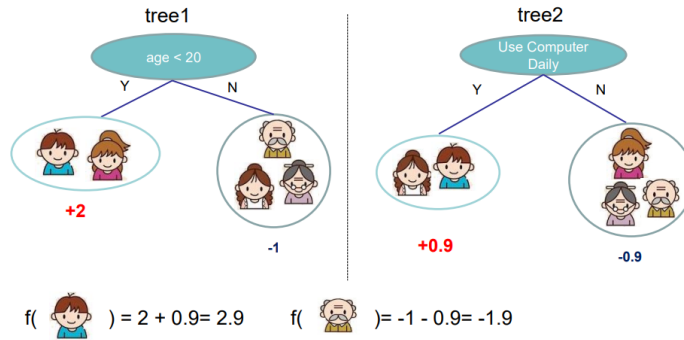 tree1
age < 20
Y
N
+2
-1
tree2
Use Computer
Daily
Y
N
+0.9
-0.9
f( ) = 2 + 0.9= 2.9
f( )= -1 - 0.9= -1.9